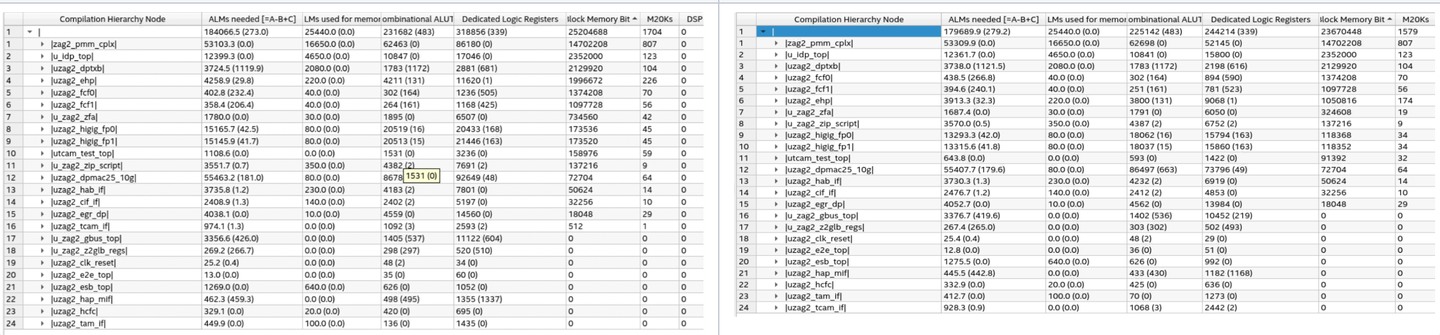 Compilation Hierarchy Node ALMs needed [=A-B+C] LMs used for memor ombinational ALUT Dedicated Logic Registers Block Memory Bit M20Ks DSP
1 | 184066.5 (273.0) 25440.0 (0.0) 231682 (483) 318856 (339) 25204688 1704 0
1 |zag2_pmm_cplx| 53103.3 (0.0) 16650.0 (0.0) 62463 (0) 86180 (0) 14702208 807 0
2 |u_idp_top| 12399.3 (0.0) 4650.0 (0.0) 10847 (0) 17046 (0) 2352000 123 0
3 |uzag2_dptxb| 3724.5 (1119.9) 2080.0 (0.0) 1783 (1172) 2881 (681) 2129920 104 0
4 |uzag2_ehp| 4258.9 (29.8) 220.0 (0.0) 4211 (131) 11620 (1) 1996672 226 0
5 |uzag2_fcf0| 402.8 (232.4) 40.0 (0.0) 302 (164) 1236 (505) 1374208 70 0
6 |uzag2_fcf1| 358.4 (206.4) 40.0 (0.0) 264 (161) 1168 (425) 1097728 56 0
7 |u_zag2_zfa| 1780.0 (0.0) 30.0 (0.0) 1895 (0) 6507 (0) 734560 42 0
8 |uzag2_higig_fp0| 15165.7 (42.5) 80.0 (0.0) 20519 (16) 20433 (168) 173536 45 0
9 |uzag2_higig_fp1| 15145.9 (41.7) 80.0 (0.0) 20513 (15) 21446 (163) 173520 45 0
10 |utcam_test_top| 1108.6 (0.0) 0.0 (0.0) 1531 (0) 3236 (0) 158976 59 0
11 |u_zag2_zip_script| 3551.7 (0.7) 350.0 (0.0) 4382 (2) 7691 (2) 137216 9 0
12 |uzag2_dpmac25_10g| 55463.2 (181.0) 80.0 (0.0) 8678 1531 (0) 92649 (48) 72704 64 0
13 |uzag2_hab_if| 3735.8 (1.2) 230.0 (0.0) 4183 (2) 7801 (0) 50624 14 0
14 |uzag2_cif_if| 2408.9 (1.3) 140.0 (0.0) 2402 (2) 5197 (0) 32256 10 0
15 |uzag2_egr_dp| 4038.1 (0.0) 10.0 (0.0) 4559 (0) 14560 (0) 18048 29 0
16 |uzag2_tcam_if| 974.1 (1.3) 0.0 (0.0) 1092 (3) 2593 (2) 512 1 0
17 |u_zag2_gbus_top| 3356.6 (426.0) 0.0 (0.0) 1405 (537) 11122 (604) 0 0 0
18 |u_zag2_z2glb_regs| 269.2 (266.7) 0.0 (0.0) 298 (297) 520 (510) 0 0 0
19 |uzag2_clk_reset| 25.2 (0.4) 0.0 (0.0) 48 (2) 34 (0) 0 0 0
20 |uzag2_e2e_top| 13.0 (0.0) 0.0 (0.0) 35 (0) 60 (0) 0 0 0
21 |uzag2_esb_top| 1269.0 (0.0) 640.0 (0.0) 626 (0) 1052 (0) 0 0 0
22 |uzag2_hap_mif| 462.3 (459.3) 0.0 (0.0) 498 (495) 1355 (1337) 0 0 0
23 |uzag2_hcfc| 329.1 (0.0) 20.0 (0.0) 420 (0) 695 (0) 0 0 0
24 |uzag2_tam_if| 449.9 (0.0) 100.0 (0.0) 136 (0) 1435 (0) 0 0 0
Compilation Hierarchy Node ALMs needed [=A-B+C] LMs used for memor ombinational ALUT Dedicated Logic Registers lock Memory Bit M20Ks
1 | 179689.9 (279.2) 25440.0 (0.0) 225142 (483) 244214 (339) 23670448 1579
1 |zag2_pmm_cplx| 53309.9 (0.0) 16650.0 (0.0) 62698 (0) 52145 (0) 14702208 807
2 |u_idp_top| 12361.7 (0.0) 4650.0 (0.0) 10841 (0) 15800 (0) 2352000 123
3 |uzag2_dptxb| 3738.0 (1121.5) 2080.0 (0.0) 1783 (1172) 2198 (616) 2129920 104
4 |uzag2_fcf0| 438.5 (266.8) 40.0 (0.0) 302 (164) 894 (590) 1374208 70
5 |uzag2_fcf1| 394.6 (240.1) 40.0 (0.0) 251 (161) 781 (523) 1097728 56
6 |uzag2_ehp| 3913.3 (32.3) 220.0 (0.0) 3800 (131) 9068 (1) 1050816 174
7 |u_zag2_zfa| 1687.4 (0.0) 30.0 (0.0) 1791 (0) 6050 (0) 324608 19
8 |u_zag2_zip_script| 3570.0 (0.5) 350.0 (0.0) 4387 (2) 6752 (2) 137216 9
9 |uzag2_higig_fp0| 13293.3 (42.0) 80.0 (0.0) 18062 (16) 15794 (163) 118368 34
10 |uzag2_higig_fp1| 13315.6 (41.8) 80.0 (0.0) 18037 (15) 15860 (163) 118352 34
11 |utcam_test_top| 643.8 (0.0) 0.0 (0.0) 593 (0) 1422 (0) 91392 32
12 |uzag2_dpmac25_10g| 55407.7 (179.6) 80.0 (0.0) 86497 (663) 73796 (49) 72704 64
13 |uzag2_hab_if| 3730.3 (1.3) 230.0 (0.0) 4232 (2) 6919 (0) 50624 14
14 |uzag2_cif_if| 2476.7 (1.2) 140.0 (0.0) 2412 (2) 4853 (0) 32256 10
15 |uzag2_egr_dp| 4052.7 (0.0) 10.0 (0.0) 4562 (0) 13984 (0) 18048 29
16 |u_zag2_gbus_top| 3376.7 (419.6) 0.0 (0.0) 1402 (536) 10452 (219) 0 0
17 |u_zag2_z2glb_regs| 267.4 (265.0) 0.0 (0.0) 303 (302) 502 (493) 0 0
18 |uzag2_clk_reset| 25.4 (0.4) 0.0 (0.0) 48 (2) 29 (0) 0 0
19 |uzag2_e2e_top| 12.8 (0.0) 0.0 (0.0) 36 (0) 51 (0) 0 0
20 |uzag2_esb_top| 1275.5 (0.0) 640.0 (0.0) 626 (0) 992 (0) 0 0
21 |uzag2_hap_mif| 445.5 (442.8) 0.0 (0.0) 433 (430) 1182 (1168) 0 0
22 |uzag2_hcfc| 332.9 (0.0) 20.0 (0.0) 425 (0) 636 (0) 0 0
23 |uzag2_tam_if| 412.7 (0.0) 100.0 (0.0) 70 (0) 1273 (0) 0 0
24 |uzag2_tcam_if| 928.3 (0.9) 0.0 (0.0) 1068 (3) 2442 (2) 0 0